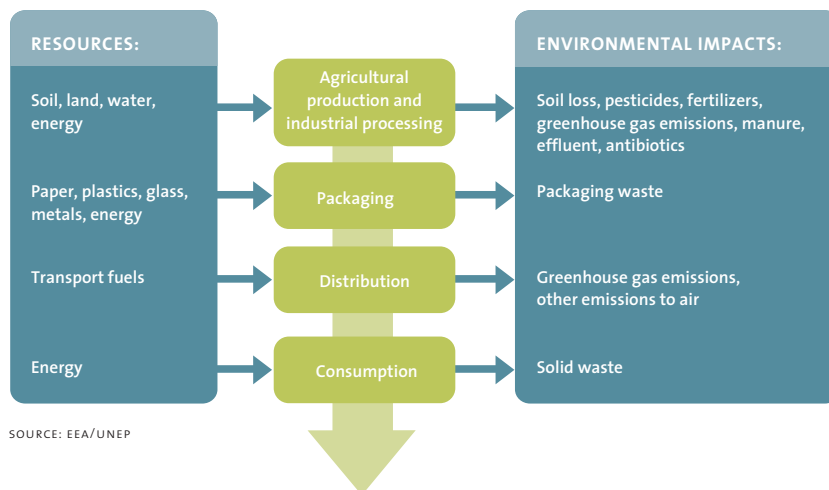 RESOURCES:
Soil, land, water,
energy
Paper, plastics, glass,
metals, energy
Transport fuels
Energy
Agricultural
production and
industrial processing
Packaging
Distribution
Consumption
ENVIRONMENTAL IMPACTS:
Soil loss, pesticides, fertilizers,
greenhouse gas emissions, manure,
effluent, antibiotics
Packaging waste
Greenhouse gas emissions,
other emissions to air
Solid waste
SOURCE: EEA/UNEP